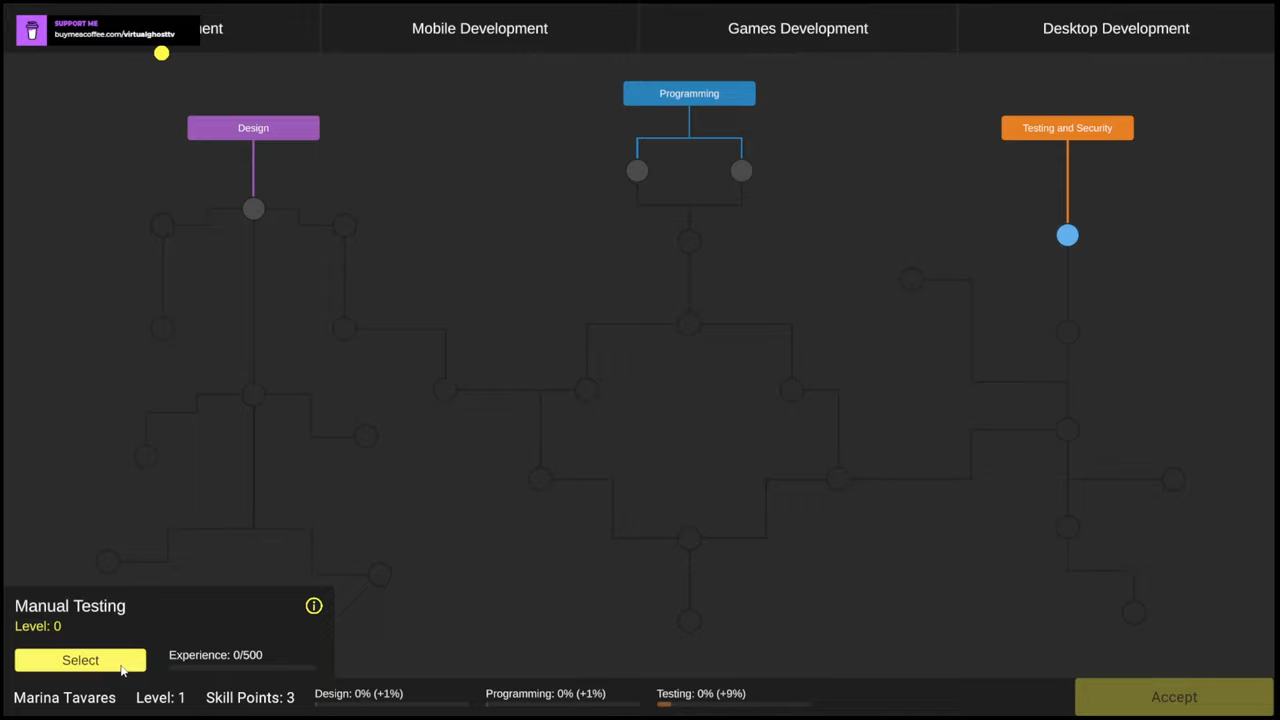 SUPPORT ME
buymeacoffee.com/virtualghosttv
ment
Mobile Development
Games Development
Desktop Development
Programming
Design
Testing and Security
Manual Testing
Level: 0
Select
Experience: 0/500
Marina Tavares
Level: 1
Skill Points: 3
Design: 0% (+1%)
Programming: 0% (+1%)
Testing: 0% (+9%)
Accept